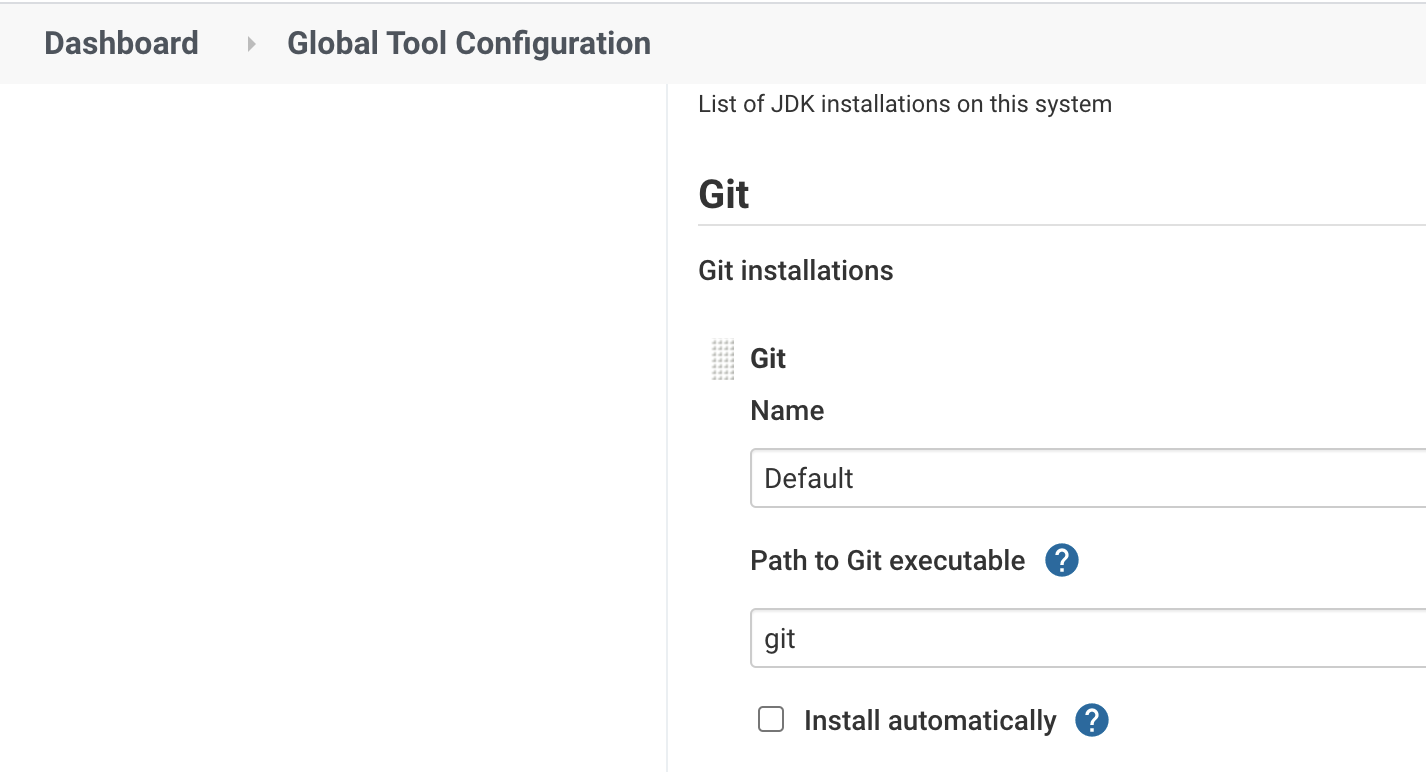 Dashboard
Global Tool Configuration
List of JDK installations on this system
Git
Git installations
Git
Name
Default
Path to Git executable ?
git
Install automatically ?